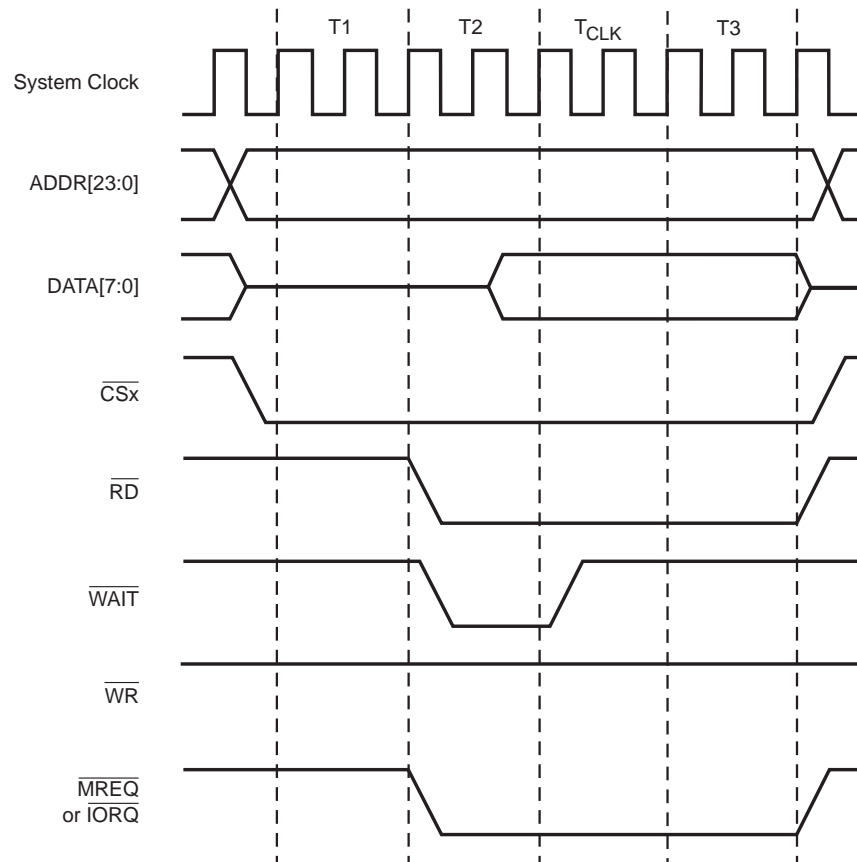 T1 T2 TCLK T3
System Clock
ADDR[23:0]
DATA[7:0]
CSx
RD
WAIT
WR
MREQ
or IORQ